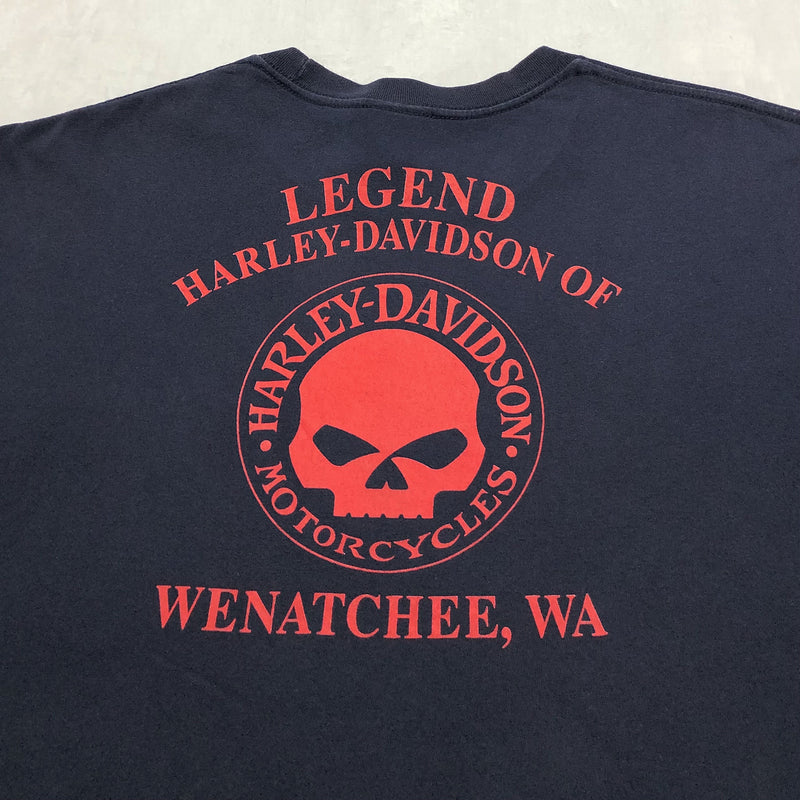 LEGEND
HARLEY-DAVIDSON OF
HARLEY-DAVIDSON
• MOTORCYCLES •
WENATCHEE, WA